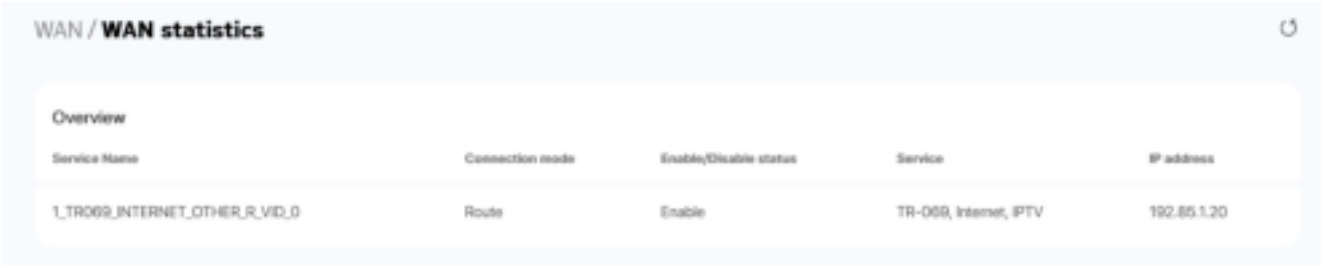 WAN / WAN statistics
Overview
Service Name Connection mode Enable/Disable status Service IP address
1_TR069_INTERNET_OTHER_R_VID_0 Route Enable TR-069, Internet, IPTV 192.85.1.20